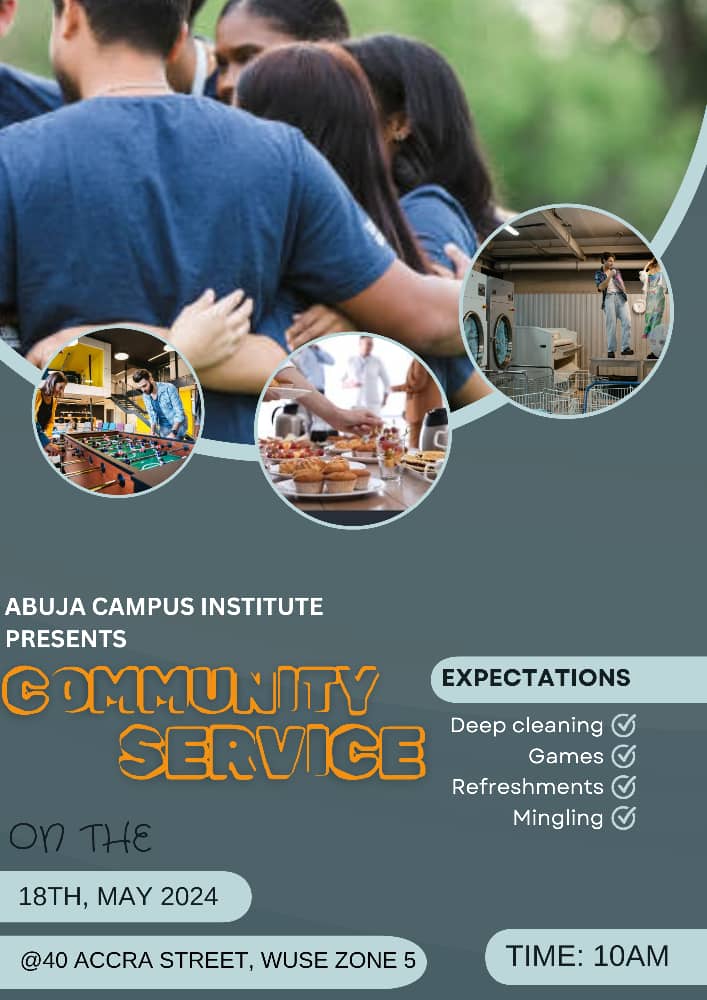 ABUJA CAMPUS INSTITUTE
PRESENTS
COMMUNITY
SERVICE
EXPECTATIONS
Deep cleaning
Games
Refreshments
Mingling
ON THE
18TH, MAY 2024
@40 ACCRA STREET, WUSE ZONE 5
TIME: 10AM